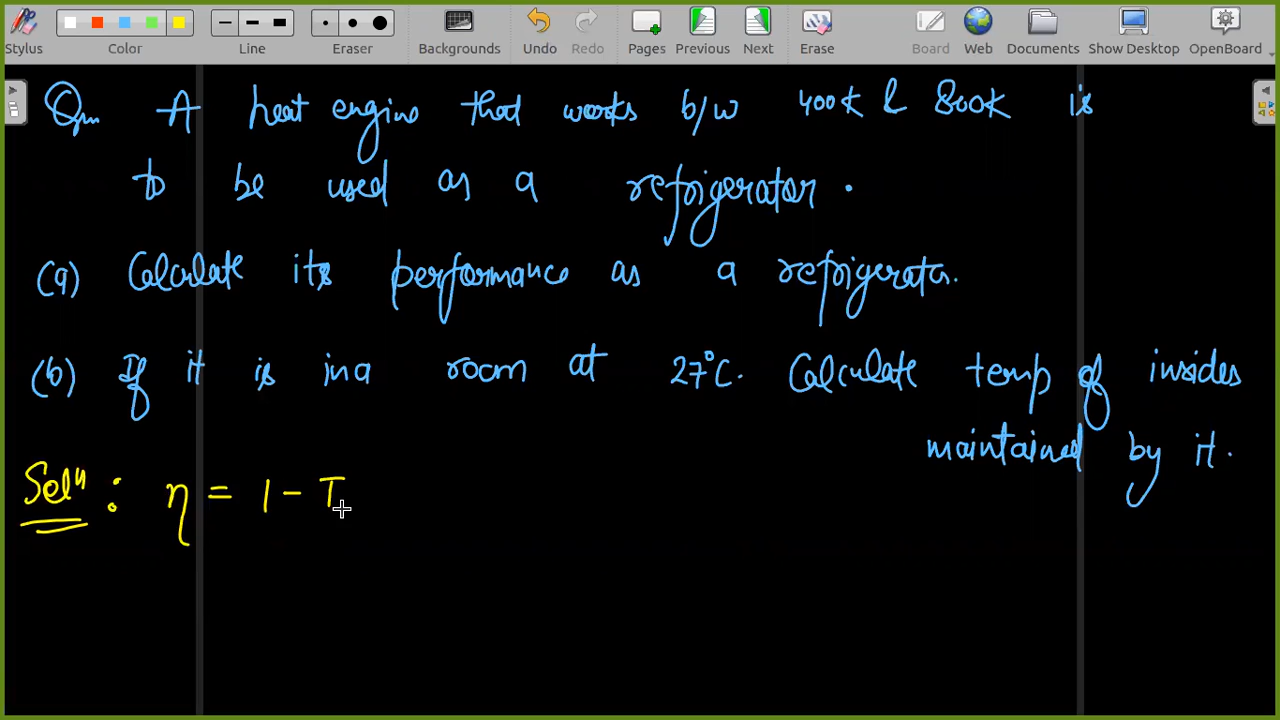 Stylus Color Line Eraser Backgrounds Undo Redo Pages Previous Next Erase Board Web Documents Show Desktop OpenBoard
Qn A heat engine that works b/w 400K & 800K is
to be used as a refrigerator.
(a) Calculate its performance as a refrigerator.
(b) If it is in a room at 27°C. Calculate temp of insides
maintained by it.
Solⁿ : η = 1 - T